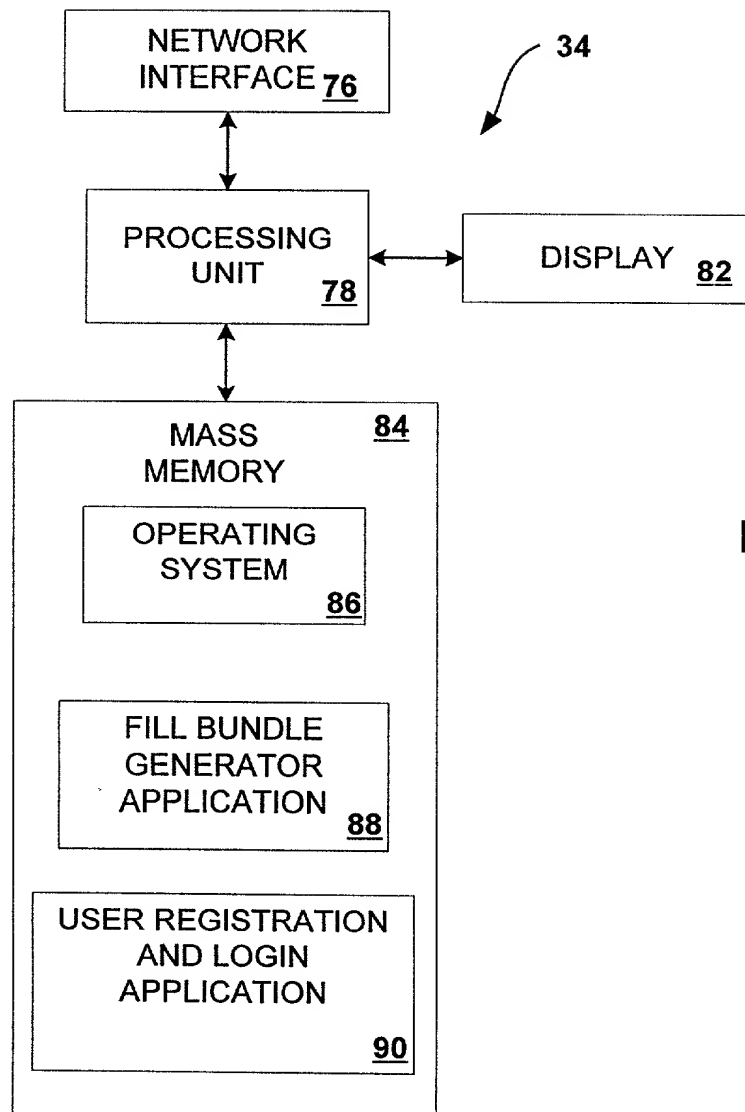 NETWORK
INTERFACE 76
34
PROCESSING
UNIT
78
DISPLAY 82
84
MASS
MEMORY
OPERATING
SYSTEM
86
FILL BUNDLE
GENERATOR
APPLICATION
88
USER REGISTRATION
AND LOGIN
APPLICATION
90